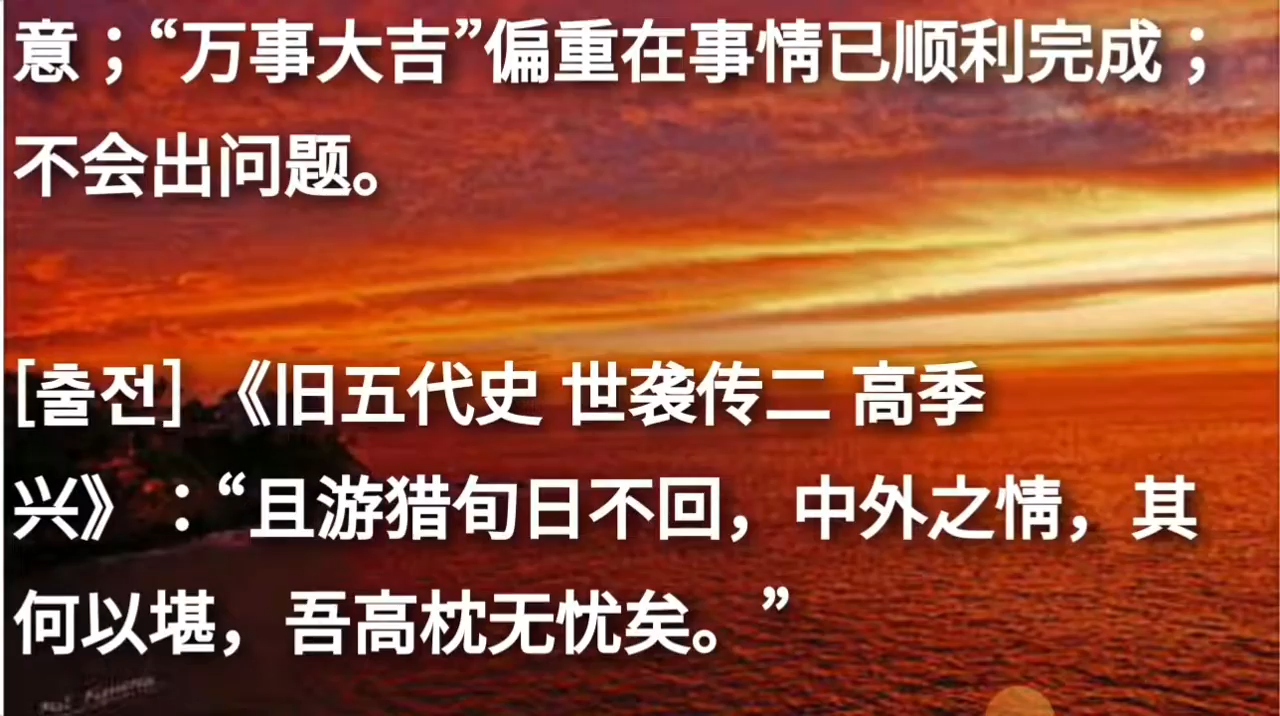 意；“万事大吉”偏重在事情已顺利完成；
不会出问题。
[출전] 《旧五代史 世袭传二 高季
兴》：“且游猎旬日不回，中外之情，其
何以堪，吾高枕无忧矣。”